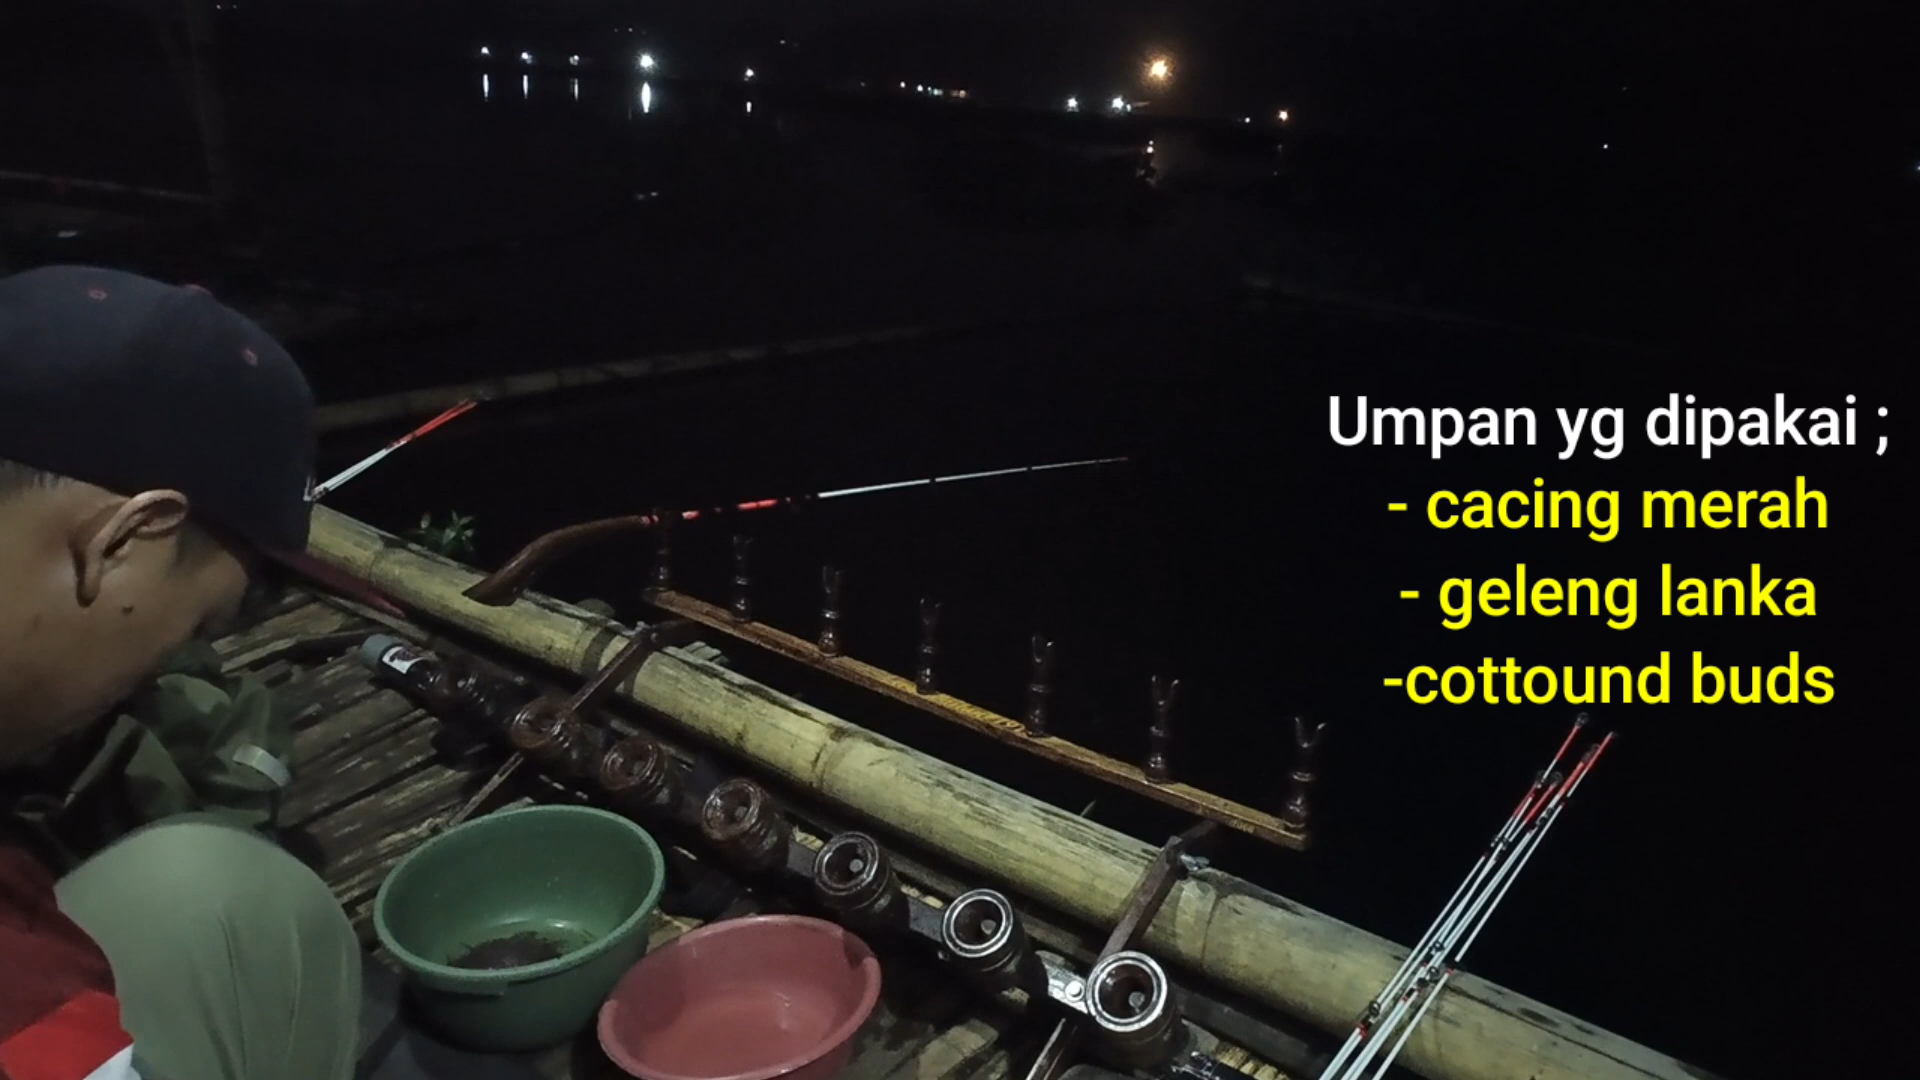 Umpan yg dipakai ;
- cacing merah
- geleng lanka
-cottound buds